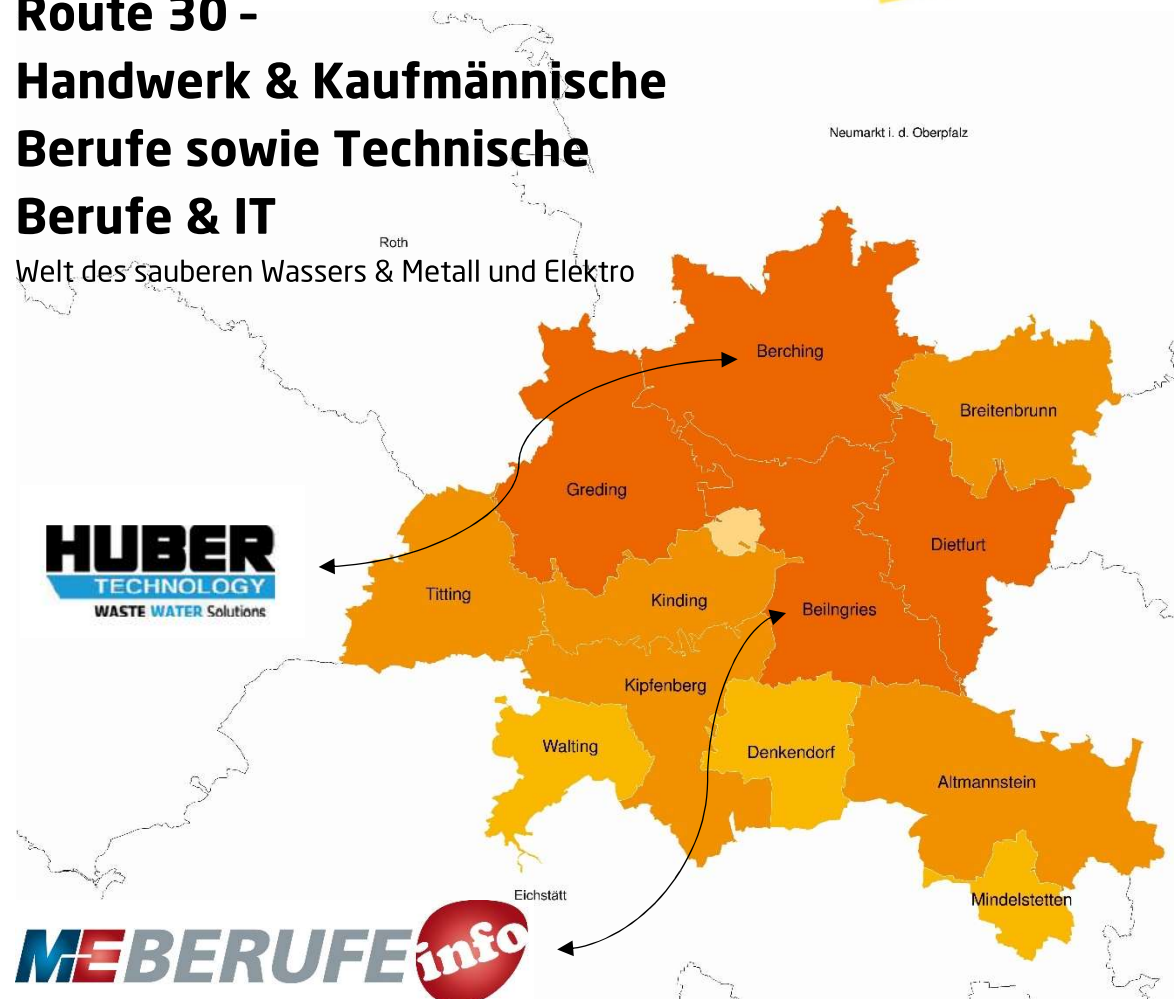 Route 30 –
Handwerk & Kaufmännische
Berufe sowie Technische
Berufe & IT
Welt des sauberen Wassers & Metall und Elektro
Neumarkt i. d. Oberpfalz
Roth
Berching
Breitenbrunn
Greding
Dietfurt
HUBER
TECHNOLOGY
WASTE WATER Solutions
Titting
Kinding
Beilngries
Kipfenberg
Walting
Denkendorf
Altmannstein
Eichstätt
Mindelstetten
MEBERUFE info